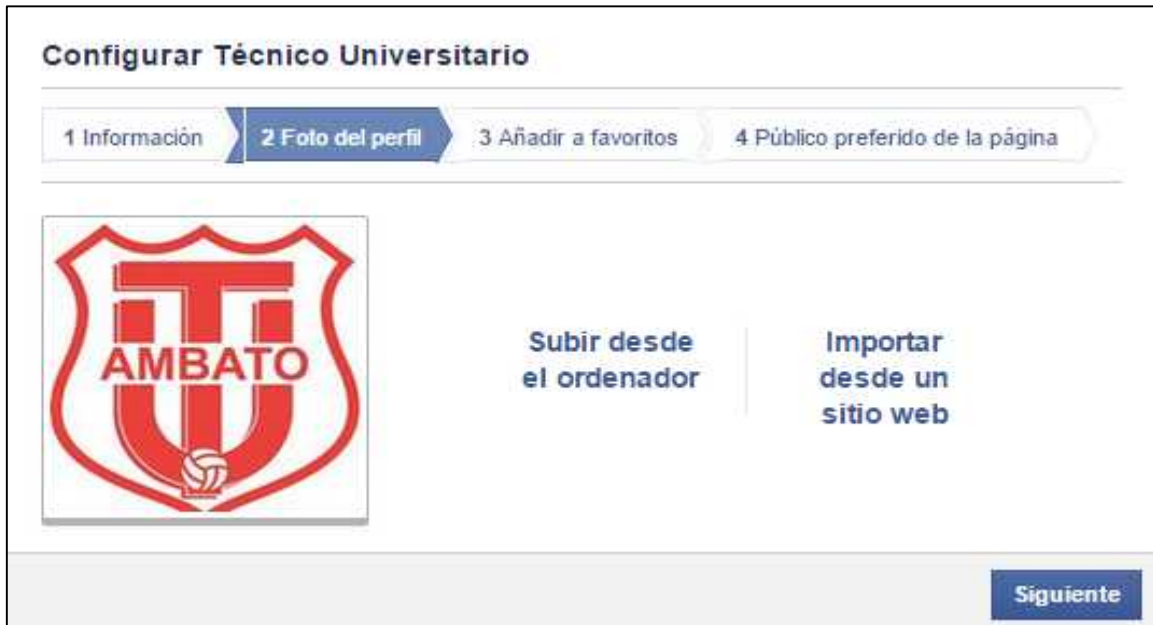 Configurar Técnico Universitario
1 Información 2 Foto del perfil 3 Añadir a favoritos 4 Público preferido de la página
TU
AMBATO
Subir desde
el ordenador
Importar
desde un
sitio web
Siguiente